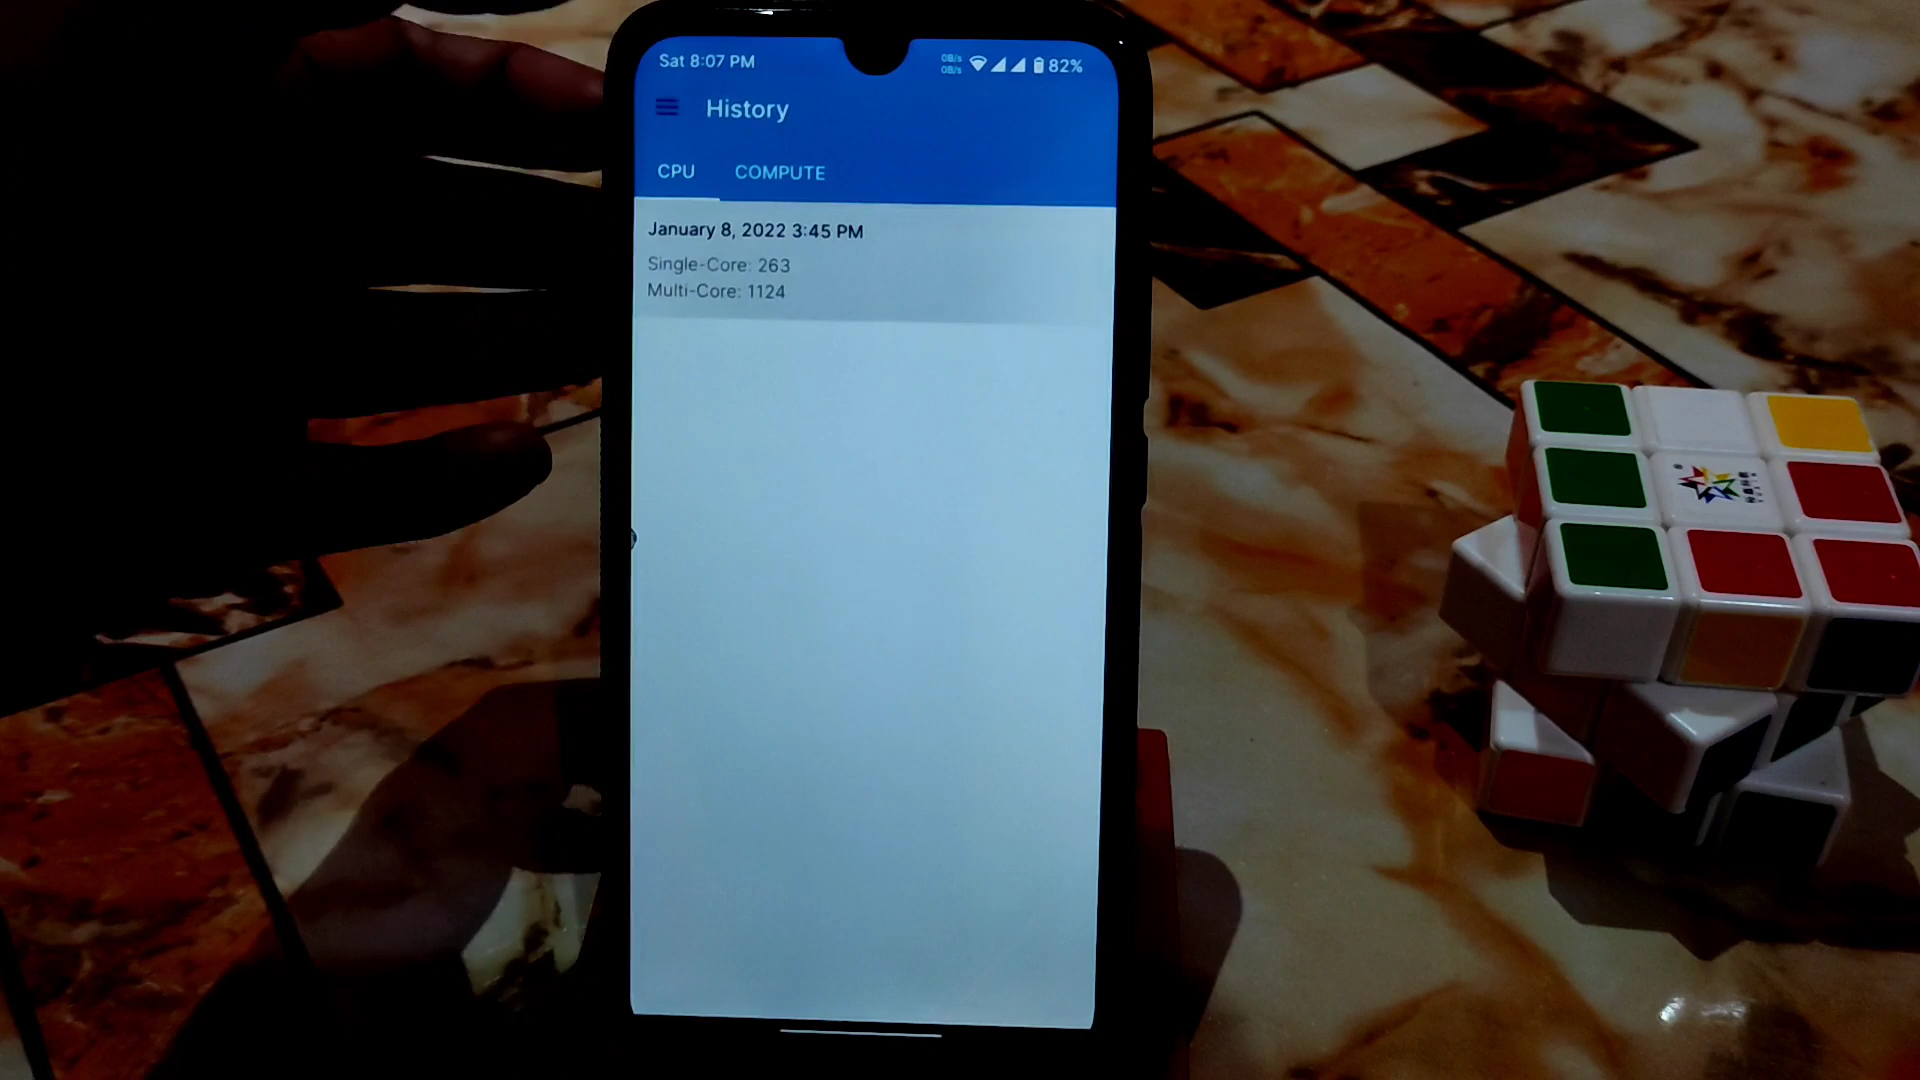 Sat 8:07 PM
0B/s
0B/s
82%
History
CPU COMPUTE
January 8, 2022 3:45 PM
Single-Core: 263
Multi-Core: 1124